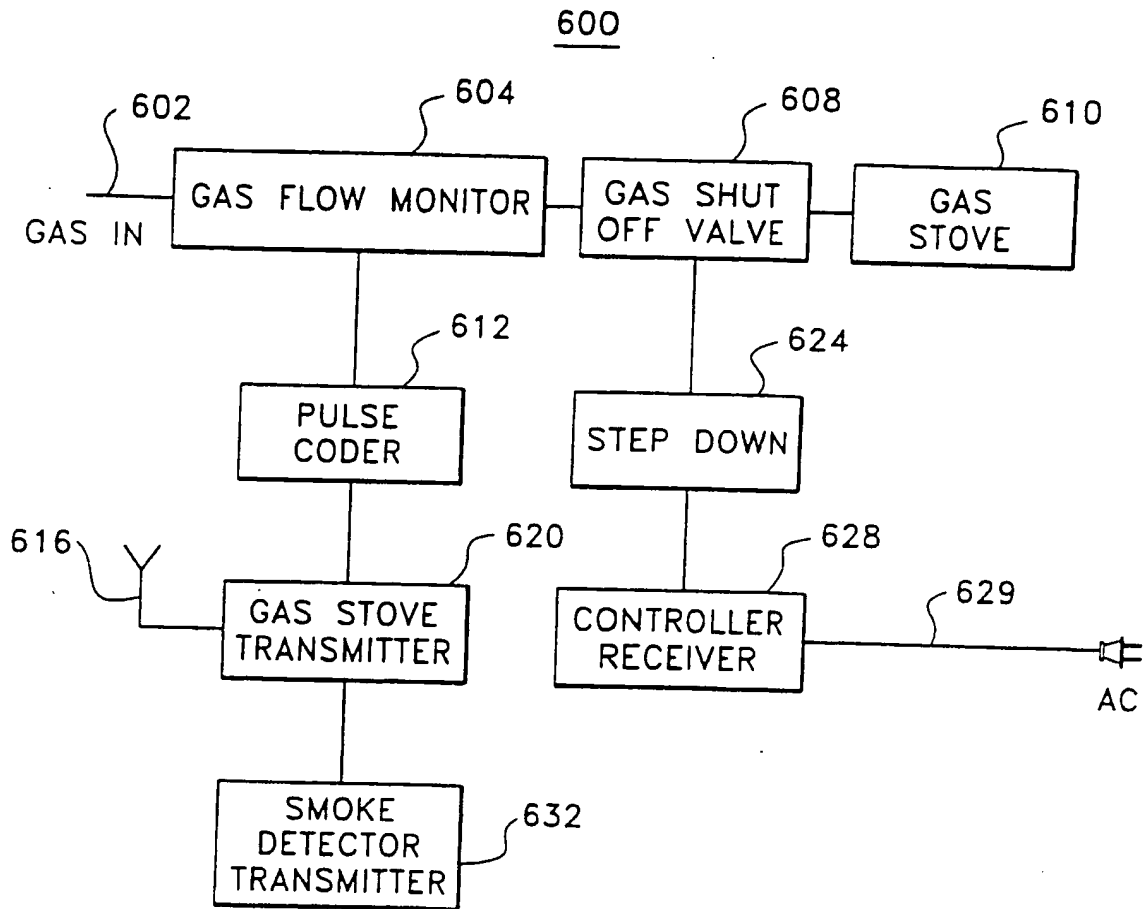 600
602
604
608
610
GAS IN
GAS FLOW MONITOR
GAS SHUT
OFF VALVE
GAS
STOVE
612
624
PULSE
CODER
STEP DOWN
616
620
628
629
GAS STOVE
TRANSMITTER
CONTROLLER
RECEIVER
AC
SMOKE
DETECTOR
TRANSMITTER
632